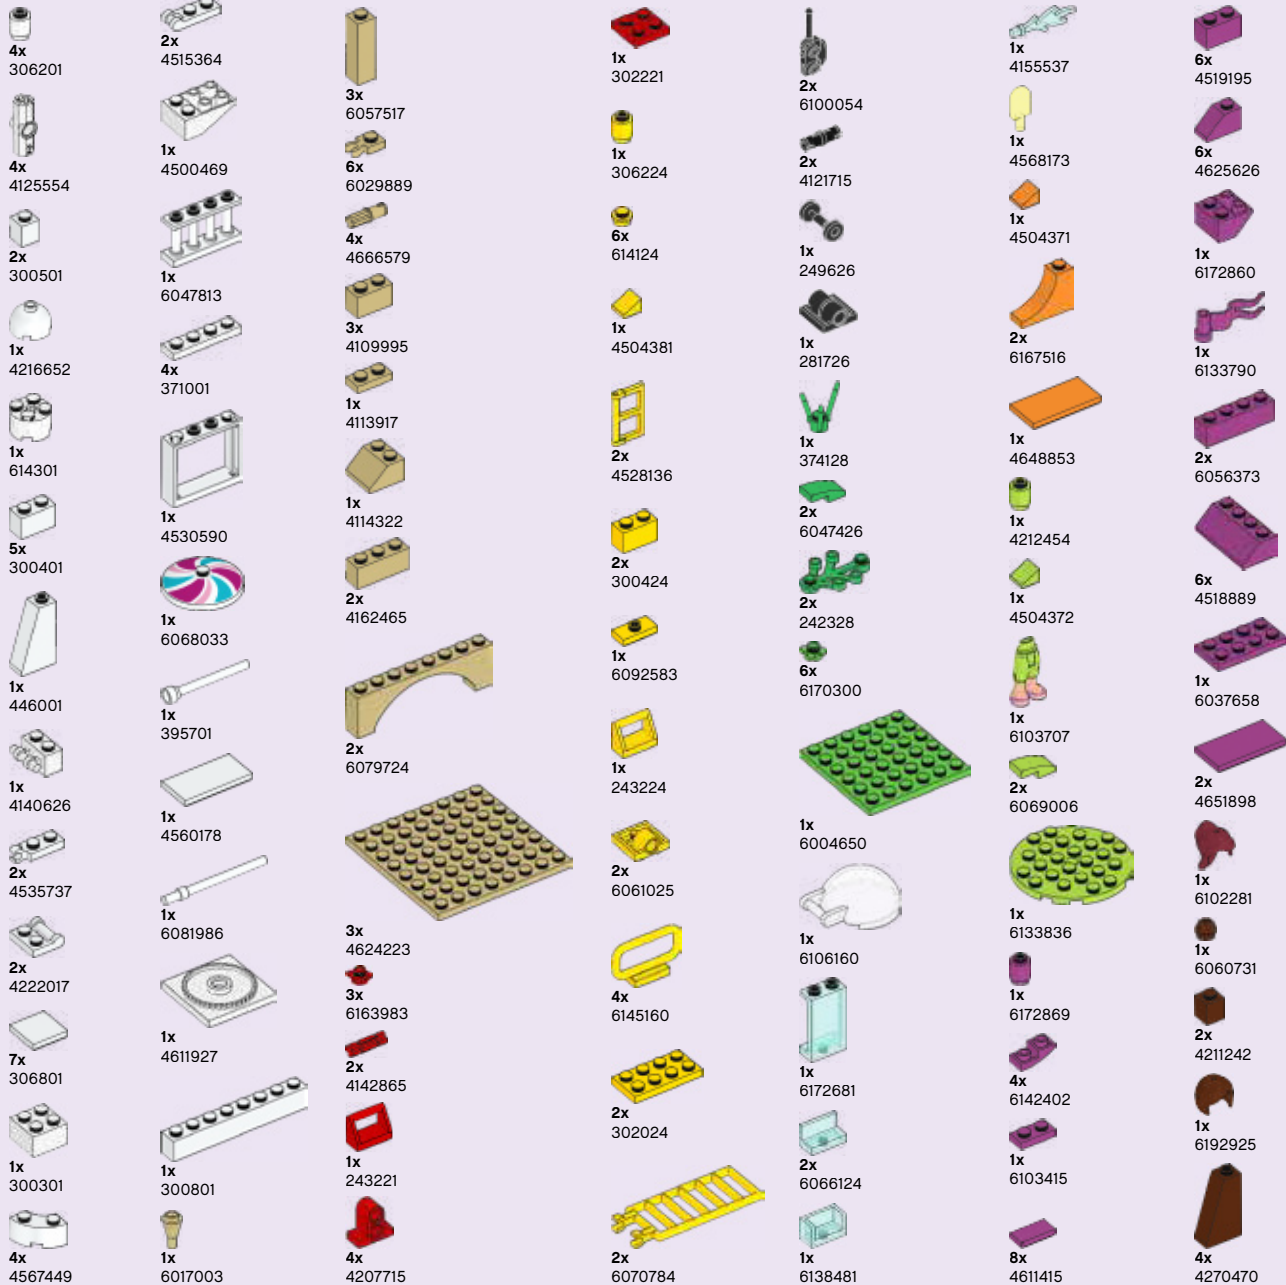 4x
306201
4x
4125554
2x
300501
1x
4216652
1x
614301
5x
300401
1x
446001
1x
4140626
2x
4535737
2x
4222017
7x
306801
1x
300301
4x
4567449
2x
4515364
1x
4500469
1x
6047813
4x
371001
1x
4530590
1x
6068033
1x
395701
1x
4560178
1x
6081986
1x
4611927
1x
300801
1x
6017003
3x
6057517
6x
6029889
4x
4666579
3x
4109995
1x
4113917
1x
4114322
2x
4162465
2x
6079724
3x
4624223
3x
6163983
2x
4142865
1x
243221
4x
4207715
1x
302221
1x
306224
6x
614124
1x
4504381
2x
4528136
2x
300424
1x
6092583
1x
243224
2x
6061025
4x
6145160
2x
302024
2x
6070784
2x
6100054
2x
4121715
1x
249626
1x
281726
1x
374128
2x
6047426
2x
242328
6x
6170300
1x
6004650
1x
6106160
1x
6172681
2x
6066124
1x
6138481
1x
4155537
1x
4568173
1x
4504371
2x
6167516
1x
4648853
1x
4212454
1x
4504372
1x
6103707
2x
6069006
1x
6133836
1x
6172869
4x
6142402
1x
6103415
8x
4611415
6x
4519195
6x
4625626
1x
6172860
1x
6133790
2x
6056373
6x
4518889
1x
6037658
2x
4651898
1x
6102281
1x
6060731
2x
4211242
1x
6192925
4x
4270470